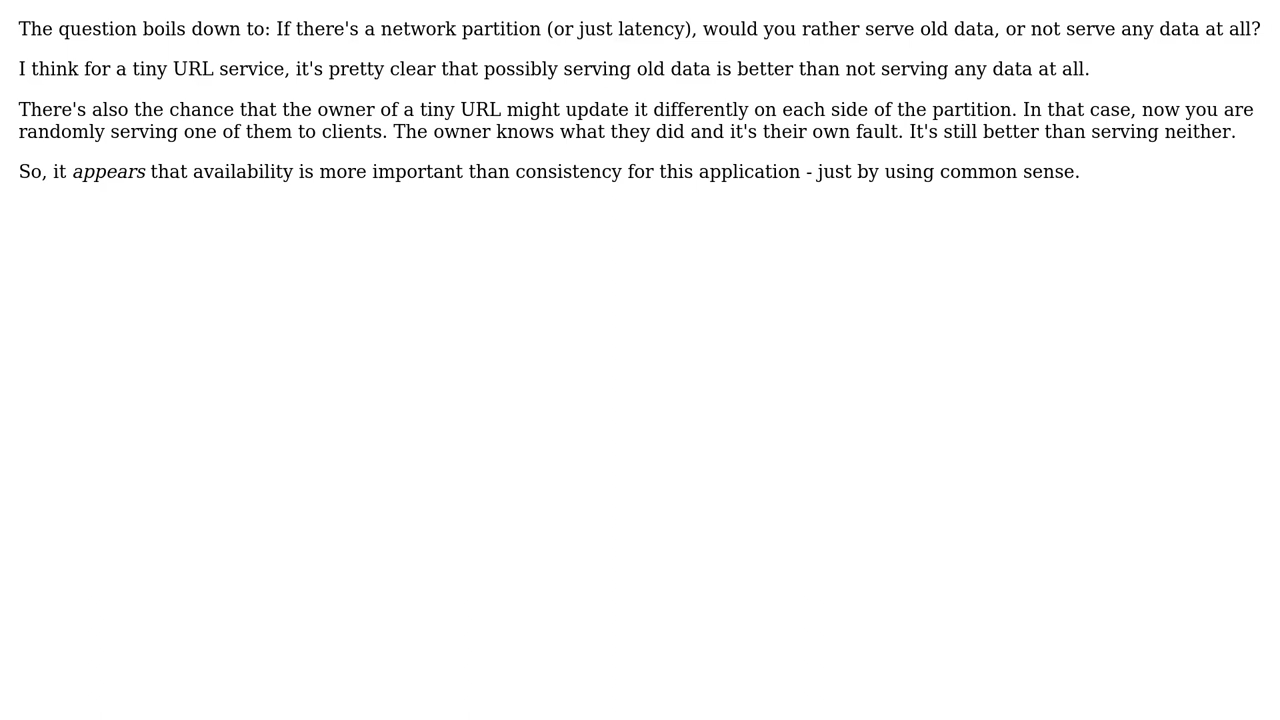 The question boils down to: If there's a network partition (or just latency), would you rather serve old data, or not serve any data at all?
I think for a tiny URL service, it's pretty clear that possibly serving old data is better than not serving any data at all.
There's also the chance that the owner of a tiny URL might update it differently on each side of the partition. In that case, now you are
randomly serving one of them to clients. The owner knows what they did and it's their own fault. It's still better than serving neither.
So, it appears that availability is more important than consistency for this application - just by using common sense.